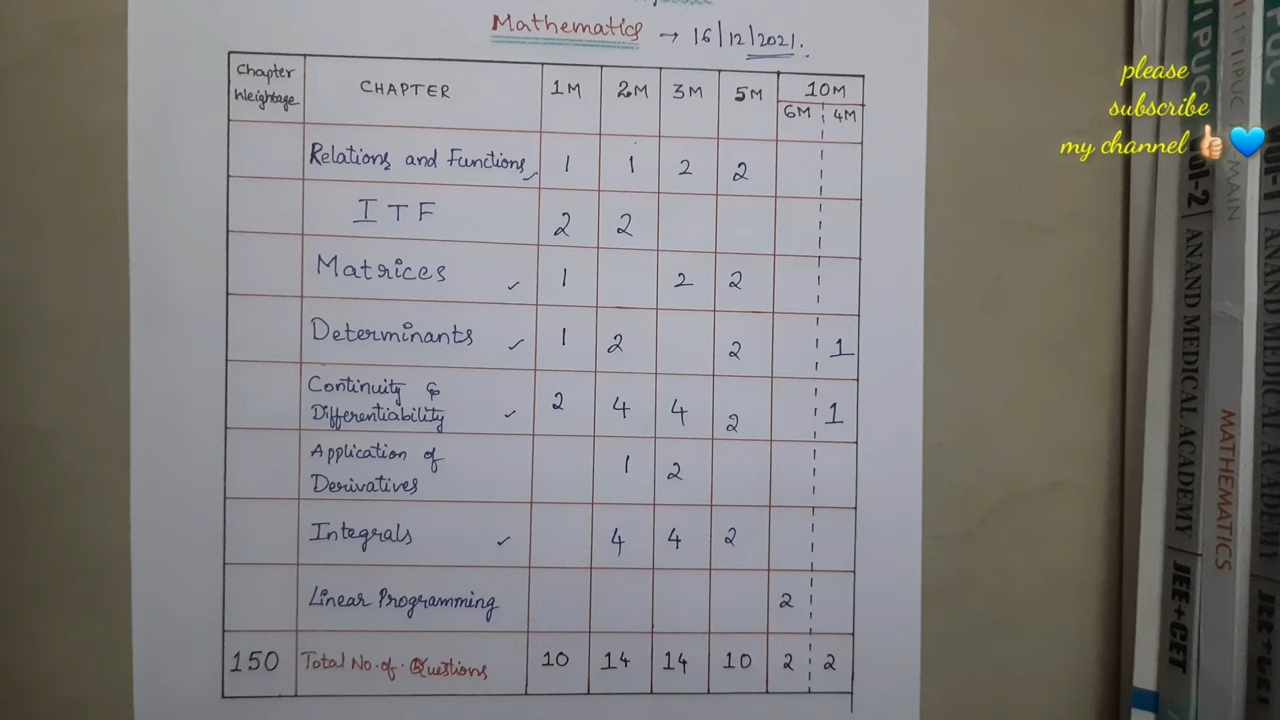 Mathematics → 16/12/2021.
Chapter Weightage CHAPTER 1M 2M 3M 5M 10M
6M 4M
Relations and Functions 1 1 2 2
ITF 2 2
Matrices ✓ 1 2 2
Determinants ✓ 1 2 2 1
Continuity &
Differentiability ✓ 2 4 4 2 1
Application of
Derivatives 1 2
Integrals ✓ 4 4 2
Linear Programming 2
150 Total No. of. Questions 10 14 14 10 2 2
please
subscribe
my channel 👍🏻💙
ANAND MEDICAL ACADEMY
JEE+CET
MATHEMATICS
ANAND MEDICAL ACADEMY